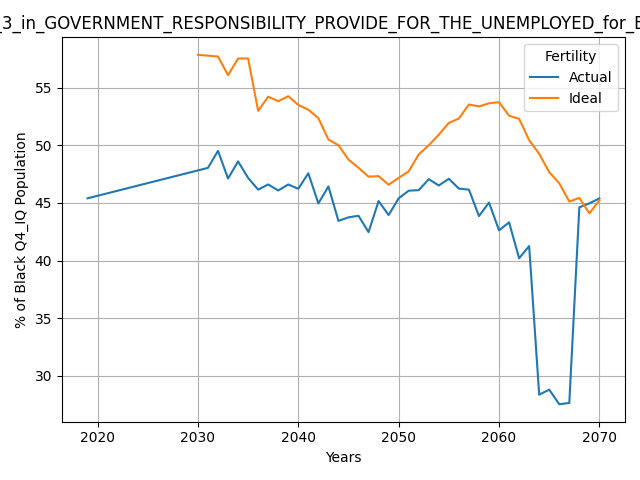 _3_in_GOVERNMENT_RESPONSIBILITY_PROVIDE_FOR_THE_UNEMPLOYED_for_
Fertility
Actual
Ideal
55
50
45
40
35
30
% of Black Q4_IQ Population
2020 2030 2040 2050 2060 2070
Years